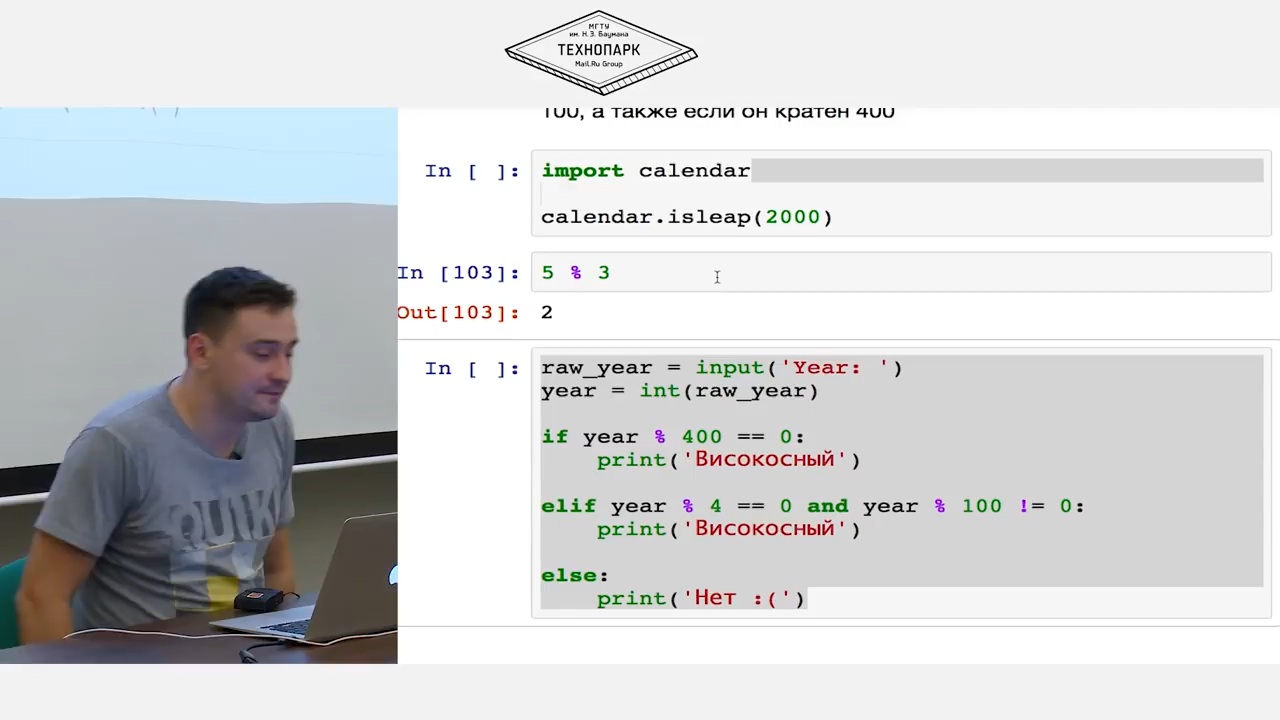 МГТУ
им. Н.Э. Баумана
ТЕХНОПАРК
Mail.Ru Group
100, а также если он кратен 400
In [ ]:
import calendar
calendar.isleap(2000)
In [103]:
5 % 3
Out[103]:
2
In [ ]:
raw_year = input('Year: ')
year = int(raw_year)
if year % 400 == 0:
print('Високосный')
elif year % 4 == 0 and year % 100 != 0:
print('Високосный')
else:
print('Нет :(')